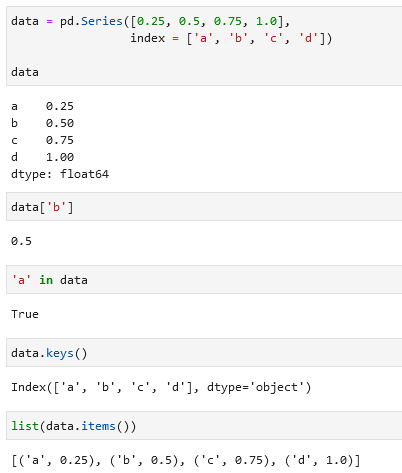 data = pd.Series([0.25, 0.5, 0.75, 1.0],
                 index = ['a', 'b', 'c', 'd'])
data
a    0.25
b    0.50
c    0.75
d    1.00
dtype: float64
data['b']
0.5
'a' in data
True
data.keys()
Index(['a', 'b', 'c', 'd'], dtype='object')
list(data.items())
[('a', 0.25), ('b', 0.5), ('c', 0.75), ('d', 1.0)]